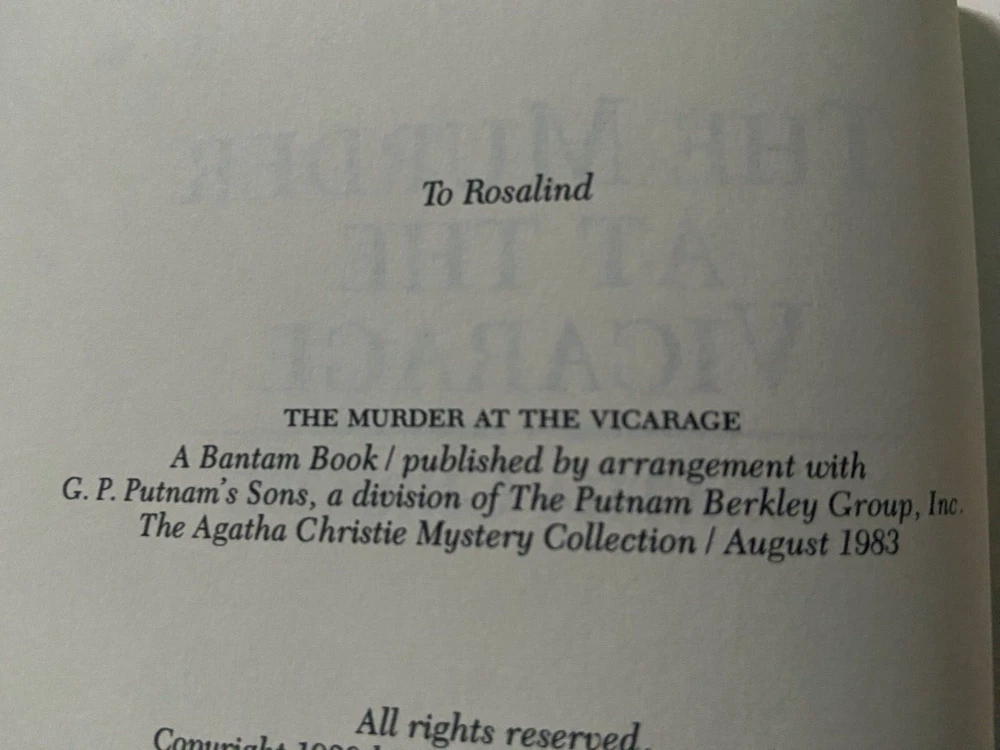 To Rosalind
THE MURDER AT THE VICARAGE
A Bantam Book / published by arrangement with
G. P. Putnam's Sons, a division of The Putnam Berkley Group, Inc.
The Agatha Christie Mystery Collection / August 1983
All rights reserved.
Copyright